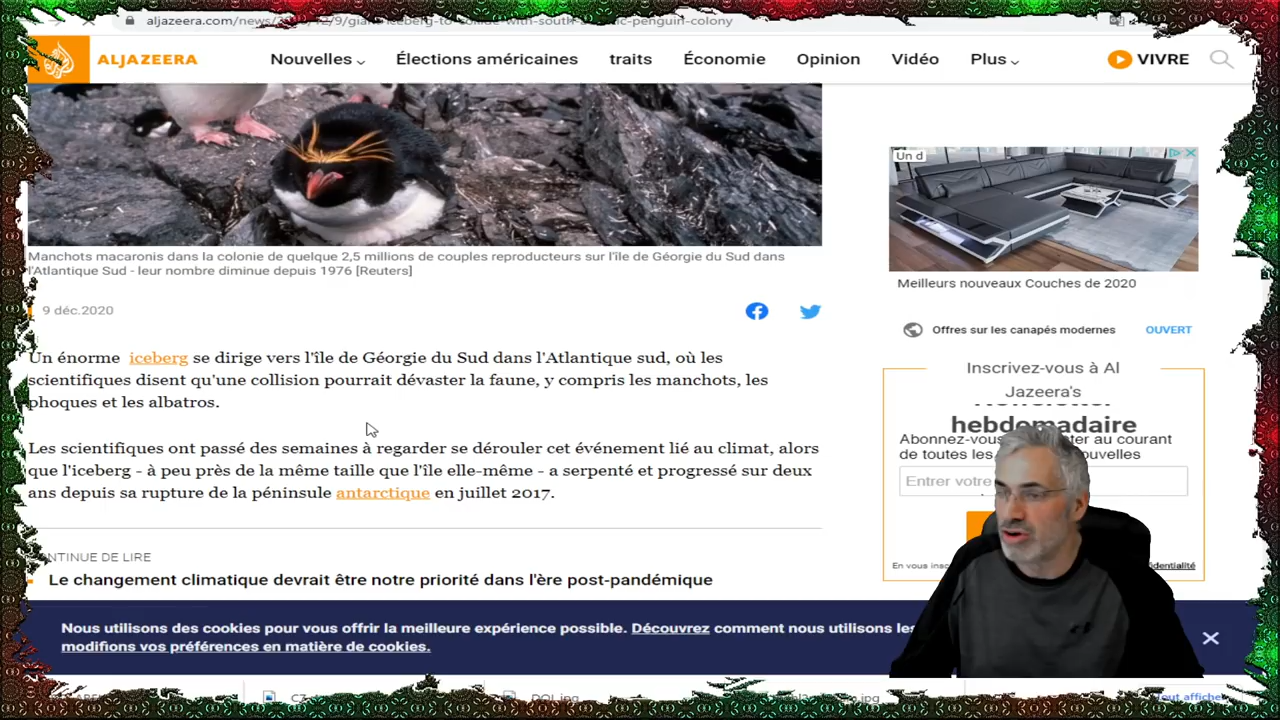 aljazeera.com/news/
ALJAZEERA
Nouvelles
Élections américaines
traits
Économie
Opinion
Vidéo
Plus
VIVRE
Manchots macaronis dans la colonie de quelque 2,5 millions de couples reproducteurs sur l'île de Géorgie du Sud dans
l'Atlantique Sud - leur nombre diminue depuis 1976 [Reuters]
9 déc.2020
Un énorme iceberg se dirige vers l'île de Géorgie du Sud dans l'Atlantique sud, où les
scientifiques disent qu'une collision pourrait dévaster la faune, y compris les manchots, les
phoques et les albatros.
Les scientifiques ont passé des semaines à regarder se dérouler cet événement lié au climat, alors
que l'iceberg - à peu près de la même taille que l'île elle-même - a serpenté et progressé sur deux
ans depuis sa rupture de la péninsule antarctique en juillet 2017.
NTINUE DE LIRE
Le changement climatique devrait être notre priorité dans l'ère post-pandémique
Un d
Meilleurs nouveaux Couches de 2020
Offres sur les canapés modernes
OUVERT
Inscrivez-vous à Al
Jazeera's
hebdomadaire
Abonnez-vous au courant
de toutes les
Entrer votre
En vous
Nous utilisons des cookies pour vous offrir la meilleure expérience possible. Découvrez comment nous utilisons les
modifions vos préférences en matière de cookies.